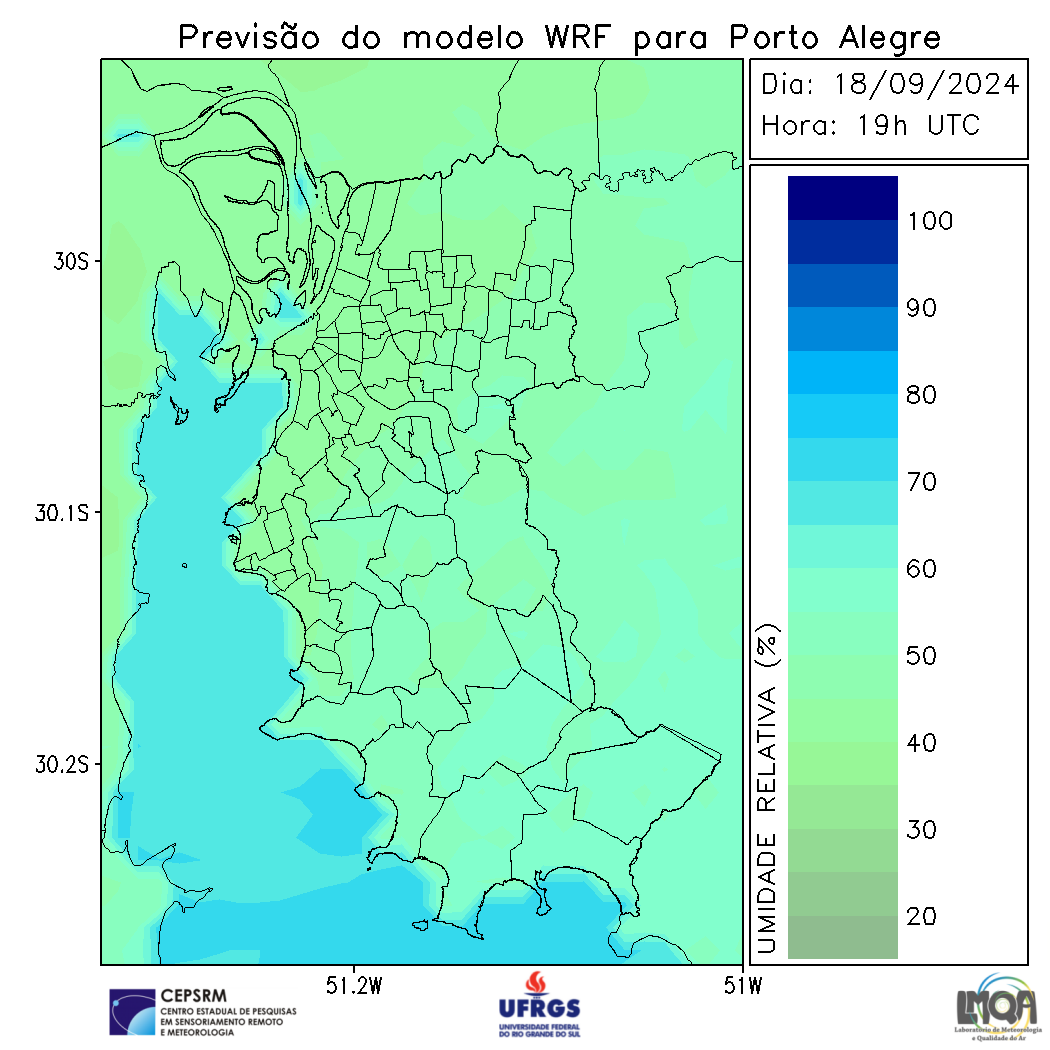 Previsão do modelo WRF para Porto Alegre
Dia: 18/09/2024
Hora: 19h UTC
100
90
80
70
60
50
40
30
20
UMIDADE RELATIVA (%)
30S
30.1S
30.2S
51.2W
51W
CEPSRM
CENTRO ESTADUAL DE PESQUISAS
EM SENSORIAMENTO REMOTO
E METEOROLOGIA
UFRGS
UNIVERSIDADE FEDERAL
DO RIO GRANDE DO SUL
LMQA
Laboratório de Meteorologia
e Qualidade do Ar